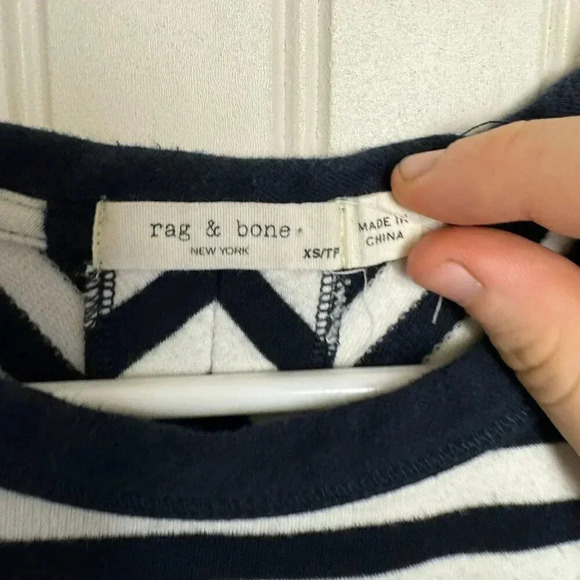 rag & bone
NEW YORK
XS/TP
MADE IN
CHINA